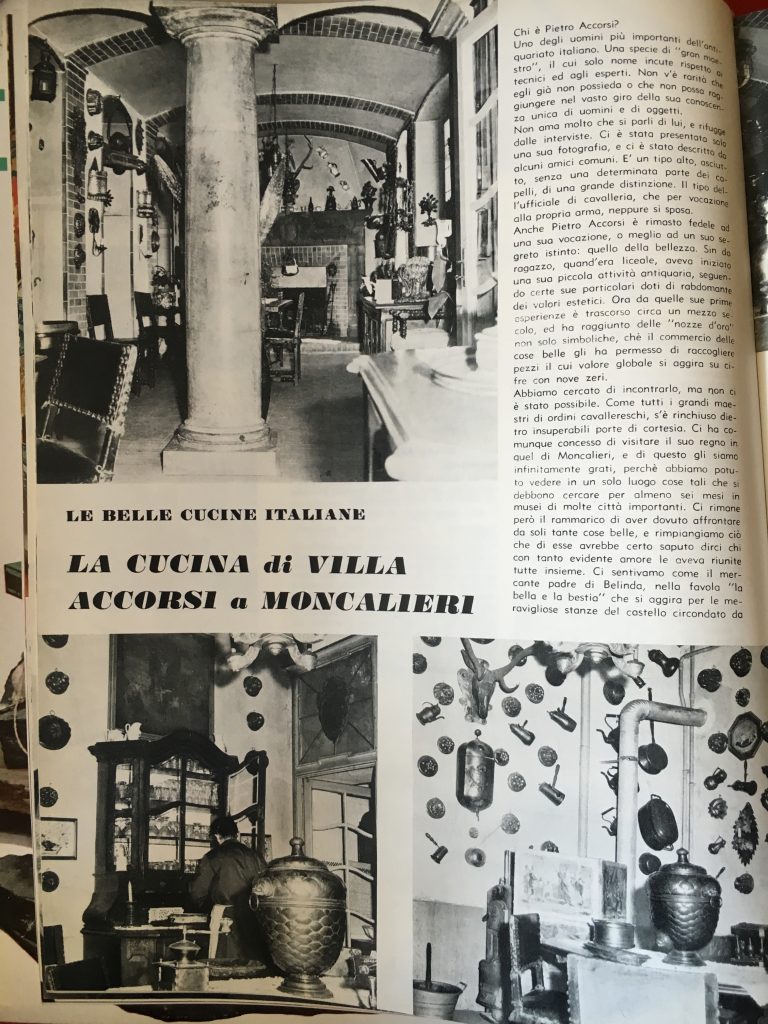 Chi è Pietro Accorsi?
Uno degli uomini più importanti dell'anti-
quariato italiano. Una specie di "gran mae-
stro", il cui solo nome incute rispetto ai
tecnici ed agli esperti. Non v'è rarità che
egli già non possieda o che non possa rag-
giungere nel vasto giro della sua conoscen-
za unica di uomini e di oggetti.
Non ama molto che si parli di lui, e rifugge
dalle interviste. Ci è stata presentata solo
una sua fotografia, e ci è stato descritto da
alcuni amici comuni. E' un tipo alto, asciut-
to, senza una determinata parte dei ca-
pelli, di una grande distinzione. Il tipo del-
l'ufficiale di cavalleria, che per vocazione
alla propria arma, neppure si sposa.
Anche Pietro Accorsi è rimasto fedele ad
una sua vocazione, o meglio ad un suo se-
greto istinto: quello della bellezza. Sin da
ragazzo, quand'era liceale, aveva iniziato
una sua piccola attività antiquaria, seguen-
do certe sue particolari doti di rabdomante
dei valori estetici. Ora da quelle sue prime
esperienze è trascorso circa un mezzo se-
colo, ed ha raggiunto delle "nozze d'oro"
non solo simboliche, chè il commercio delle
cose belle gli ha permesso di raccogliere
pezzi il cui valore globale si aggira su ci-
fre con nove zeri.
Abbiamo cercato di incontrarlo, ma non ci
è stato possibile. Come tutti i grandi mae-
stri di ordini cavallereschi, s'è rinchiuso die-
tro insuperabili porte di cortesia. Ci ha co-
munque concesso di visitare il suo regno in
quel di Moncalieri, e di questo gli siamo
infinitamente grati, perchè abbiamo potu-
to vedere in un solo luogo cose tali che si
debbono cercare per almeno sei mesi in
musei di molte città importanti. Ci rimane
però il rammarico di aver dovuto affrontare
da soli tante cose belle, e rimpiangiamo ciò
che di esse avrebbe certo saputo dirci chi
con tanto evidente amore le aveva riunite
tutte insieme. Ci sentivamo come il mer-
cante padre di Belinda, nella favola "la
bella e la bestia" che si aggira per le me-
ravigliose stanze del castello circondato da
LE BELLE CUCINE ITALIANE
LA CUCINA di VILLA
ACCORSI a MONCALIERI